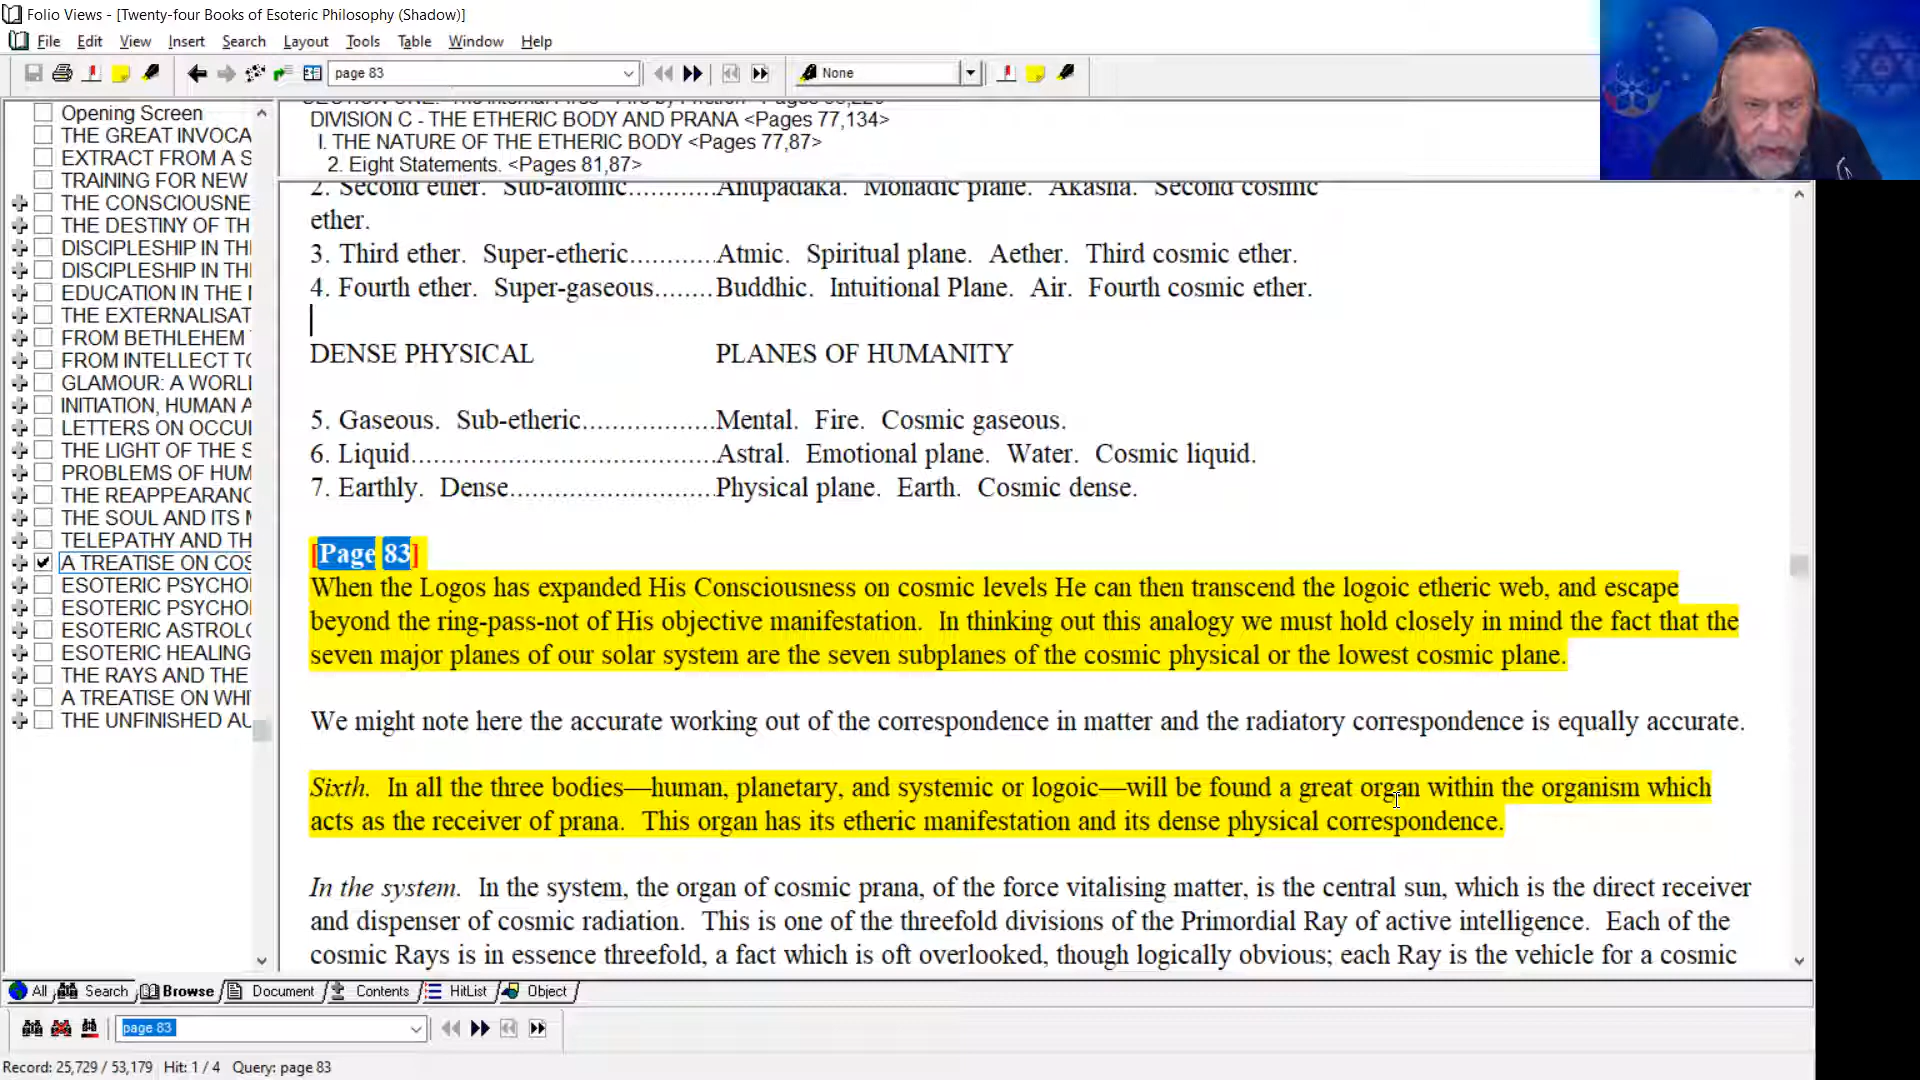 Folio Views - [Twenty-four Books of Esoteric Philosophy (Shadow)]
File Edit View Insert Search Layout Tools Table Window Help
page 83 None
Opening Screen
THE GREAT INVOCA
EXTRACT FROM A S
TRAINING FOR NEW
THE CONSCIOUSNE
THE DESTINY OF TH
DISCIPLESHIP IN THE
DISCIPLESHIP IN THE
EDUCATION IN THE
THE EXTERNALISAT
FROM BETHLEHEM
FROM INTELLECT TO
GLAMOUR: A WORL
INITIATION, HUMAN A
LETTERS ON OCCU
THE LIGHT OF THE S
PROBLEMS OF HUM
THE REAPPEARANC
THE SOUL AND ITS
TELEPATHY AND TH
A TREATISE ON COS
ESOTERIC PSYCHO
ESOTERIC PSYCHO
ESOTERIC ASTROLO
ESOTERIC HEALING
THE RAYS AND THE
A TREATISE ON WHI
THE UNFINISHED AU
DIVISION C - THE ETHERIC BODY AND PRANA <Pages 77,134>
I. THE NATURE OF THE ETHERIC BODY <Pages 77,87>
2. Eight Statements. <Pages 81,87>
2. Second ether. Sub-atomic............Anupadaka. Monadic plane. Akasha. Second cosmic
ether.
3. Third ether. Super-etheric............Atmic. Spiritual plane. Aether. Third cosmic ether.
4. Fourth ether. Super-gaseous........Buddhic. Intuitional Plane. Air. Fourth cosmic ether.
DENSE PHYSICAL PLANES OF HUMANITY
5. Gaseous. Sub-etheric..................Mental. Fire. Cosmic gaseous.
6. Liquid.........................................Astral. Emotional plane. Water. Cosmic liquid.
7. Earthly. Dense...........................Physical plane. Earth. Cosmic dense.
[Page 83]
When the Logos has expanded His Consciousness on cosmic levels He can then transcend the logoic etheric web, and escape
beyond the ring-pass-not of His objective manifestation. In thinking out this analogy we must hold closely in mind the fact that the
seven major planes of our solar system are the seven subplanes of the cosmic physical or the lowest cosmic plane.
We might note here the accurate working out of the correspondence in matter and the radiatory correspondence is equally accurate.
Sixth. In all the three bodies—human, planetary, and systemic or logoic—will be found a great organ within the organism which
acts as the receiver of prana. This organ has its etheric manifestation and its dense physical correspondence.
In the system. In the system, the organ of cosmic prana, of the force vitalising matter, is the central sun, which is the direct receiver
and dispenser of cosmic radiation. This is one of the threefold divisions of the Primordial Ray of active intelligence. Each of the
cosmic Rays is in essence threefold, a fact which is oft overlooked, though logically obvious; each Ray is the vehicle for a cosmic
All Search Browse Document Contents HitList Object
page 83
Record: 25,729 / 53,179 Hit: 1 / 4 Query: page 83